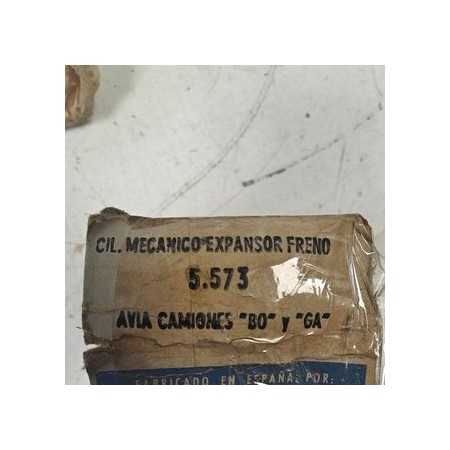 CIL. MECANICO EXPANSOR FRENO
5.573
AVIA CAMIONES "BO" y "GA"
FABRICADO EN ESPAÑA, POR: